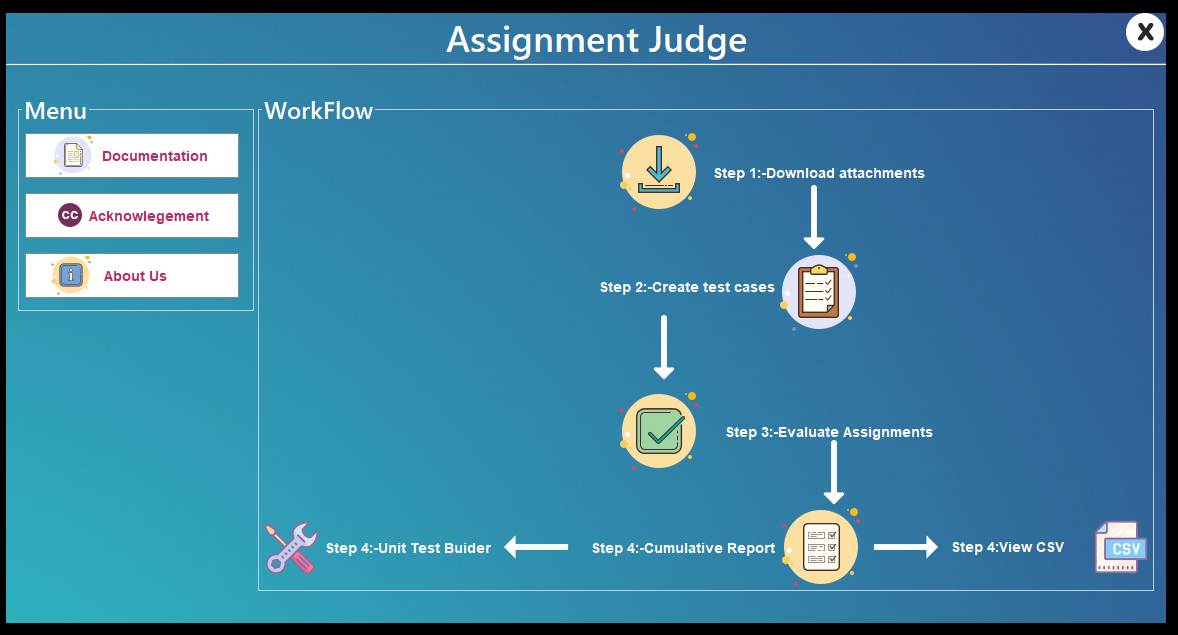 Assignment Judge
X
Menu
WorkFlow
Documentation
CC Acknowlegement
i About Us
Step 1:-Download attachments
Step 2:-Create test cases
Step 3:-Evaluate Assignments
Step 4:-Unit Test Buider
Step 4:-Cumulative Report
Step 4:View CSV
CSV